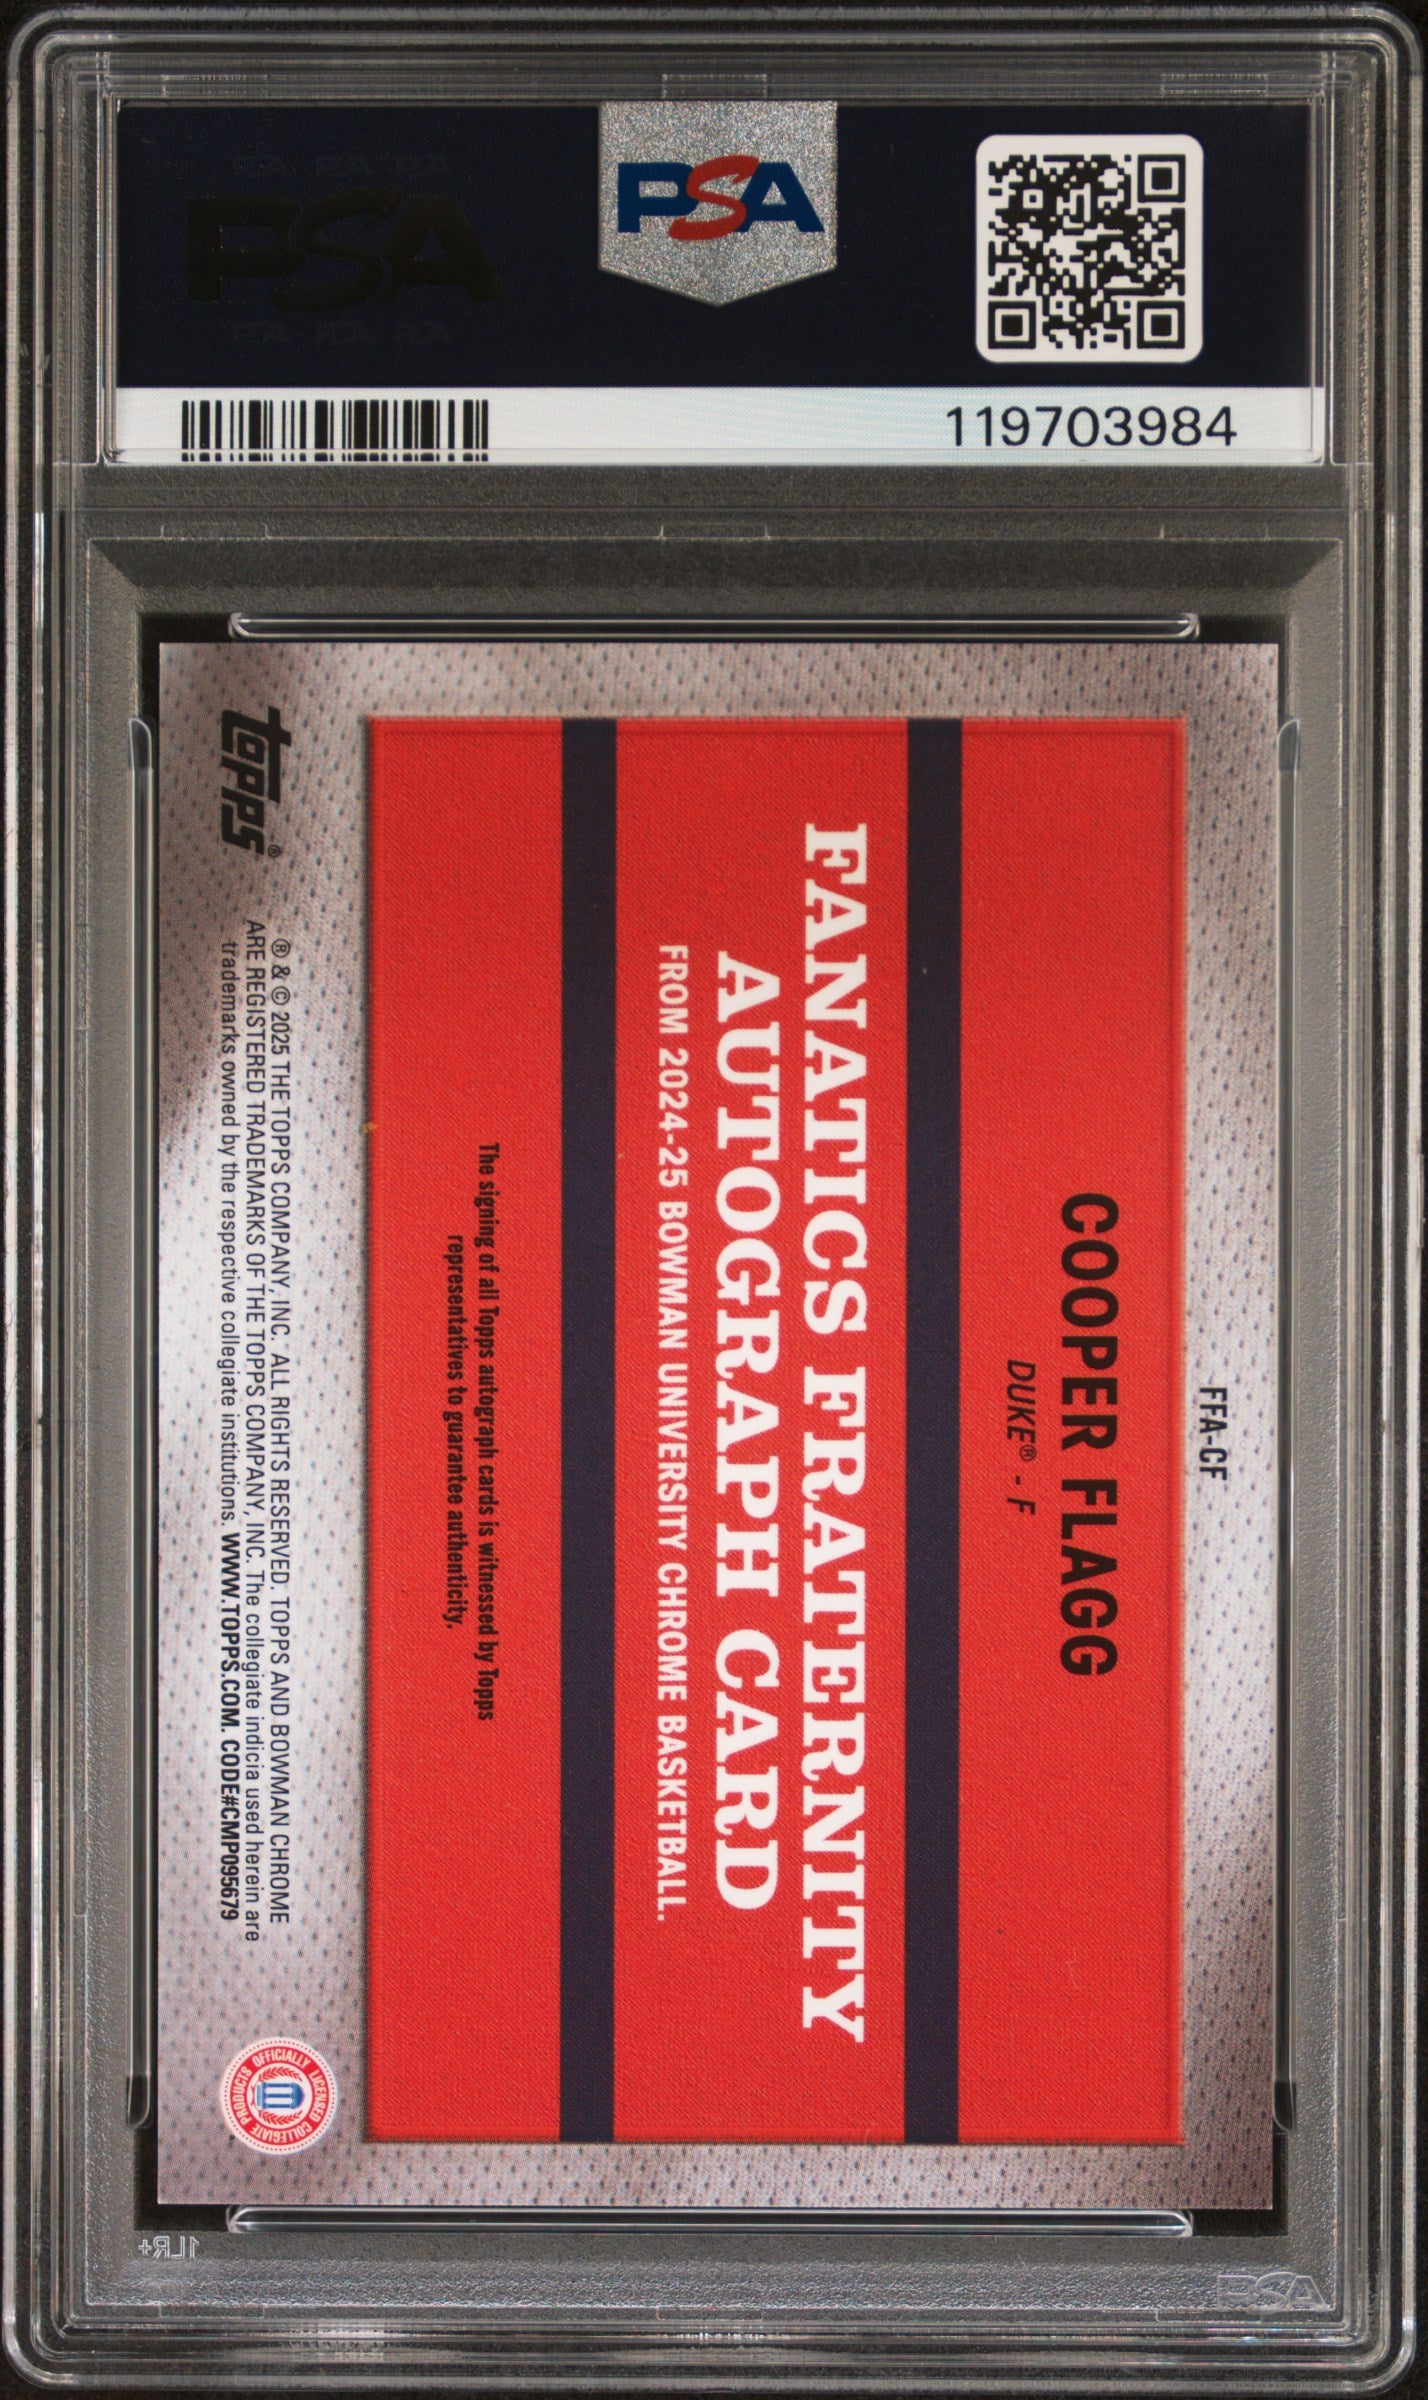 PSA
PSA
119703984
FFA-CF
COOPER FLAGG
DUKE® - F
FANATICS FRATERNITY
AUTOGRAPH CARD
FROM 2024-25 BOWMAN UNIVERSITY CHROME BASKETBALL.
The signing of all Topps autograph cards is witnessed by Topps
representatives to guarantee authenticity.
topps®
® & © 2025 THE TOPPS COMPANY, INC. ALL RIGHTS RESERVED. TOPPS AND BOWMAN CHROME
ARE REGISTERED TRADEMARKS OF THE TOPPS COMPANY, INC. The collegiate indicia used herein are
trademarks owned by the respective collegiate institutions. WWW.TOPPS.COM. CODE#CMP095679
OFFICIALLY LICENSED COLLEGIATE PRODUCTS
1LR+
PSA